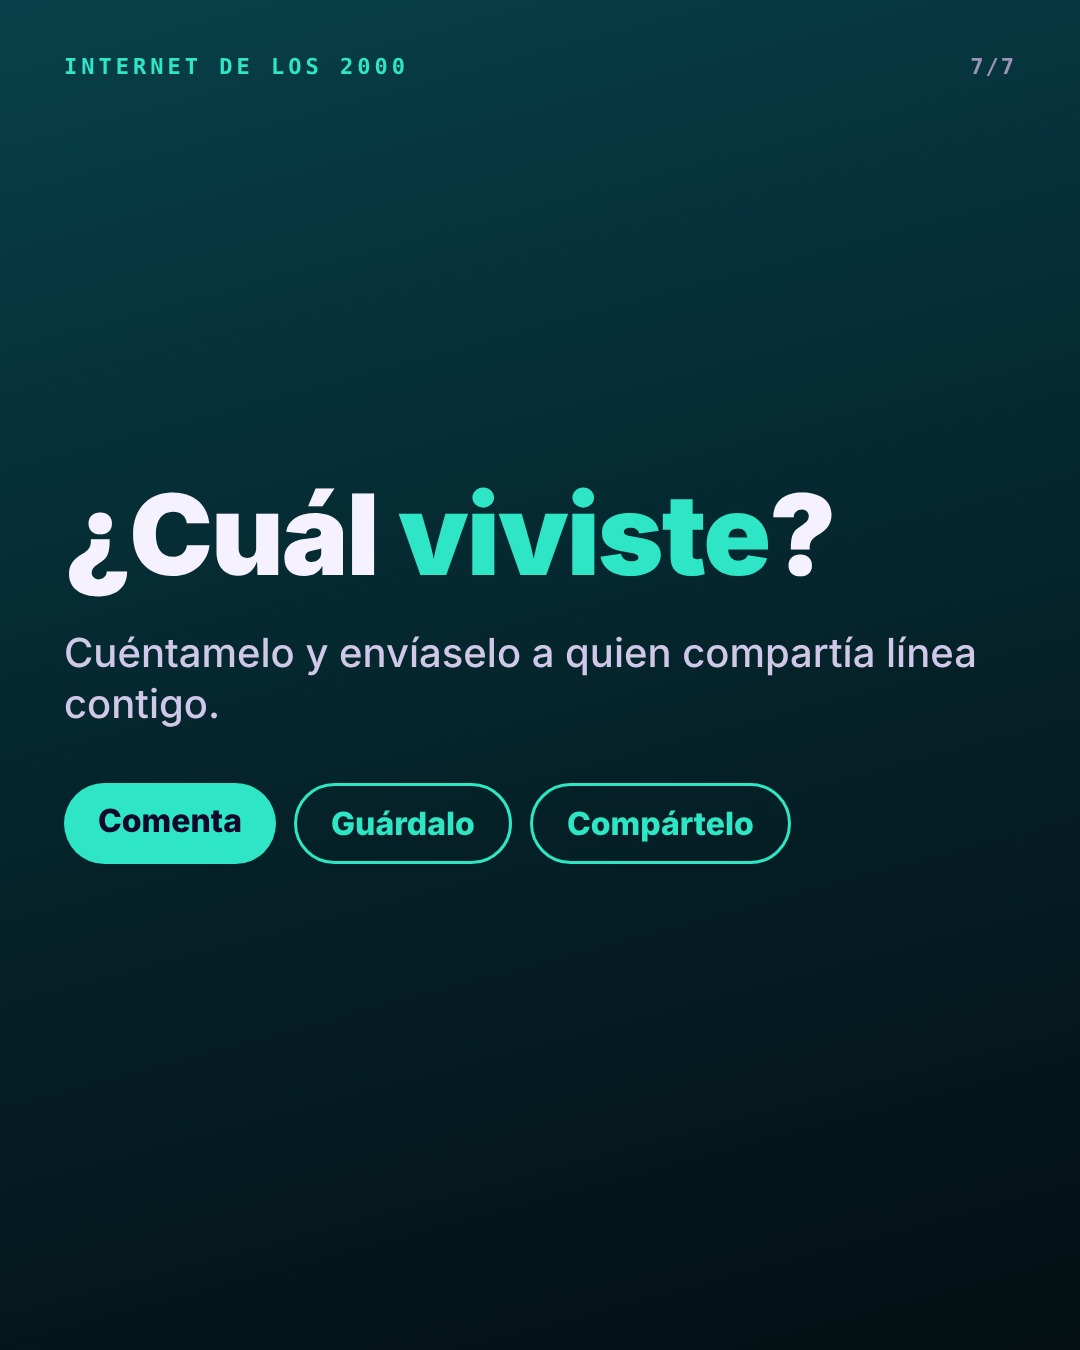 INTERNET DE LOS 2000
7/7
¿Cuál viviste?
Cuéntamelo y envíaselo a quien compartía línea
contigo.
Comenta
Guárdalo
Compártelo